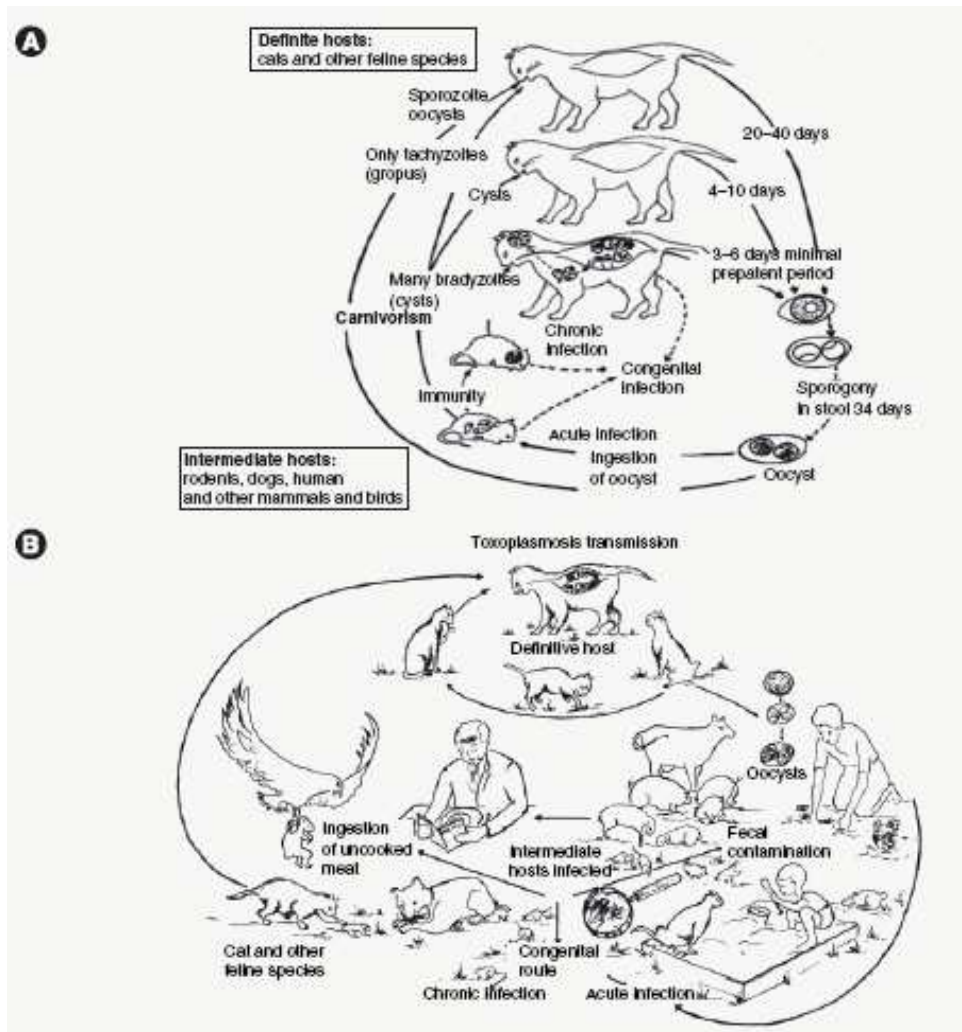 A
Definite hosts:
cats and other feline species
Sporozoite
oocysts
Only tachyzoites
(gropus)
Cysts
20–40 days
4–10 days
3–6 days minimal
prepatent period
Many bradyzoites
(cysts)
Carnivorism
Chronic
infection
Congenital
infection
Immunity
Sporogony
in stool 34 days
Acute infection
Ingestion
of oocyst
Oocyst
Intermediate hosts:
rodents, dogs, human
and other mammals and birds
B
Toxoplasmosis transmission
Definitive host
Oocysts
Ingestion
of uncooked
meat
Intermediate
hosts infected
Fecal
contamination
Cat and other
feline species
Congenital
route
Chronic infection
Acute infection